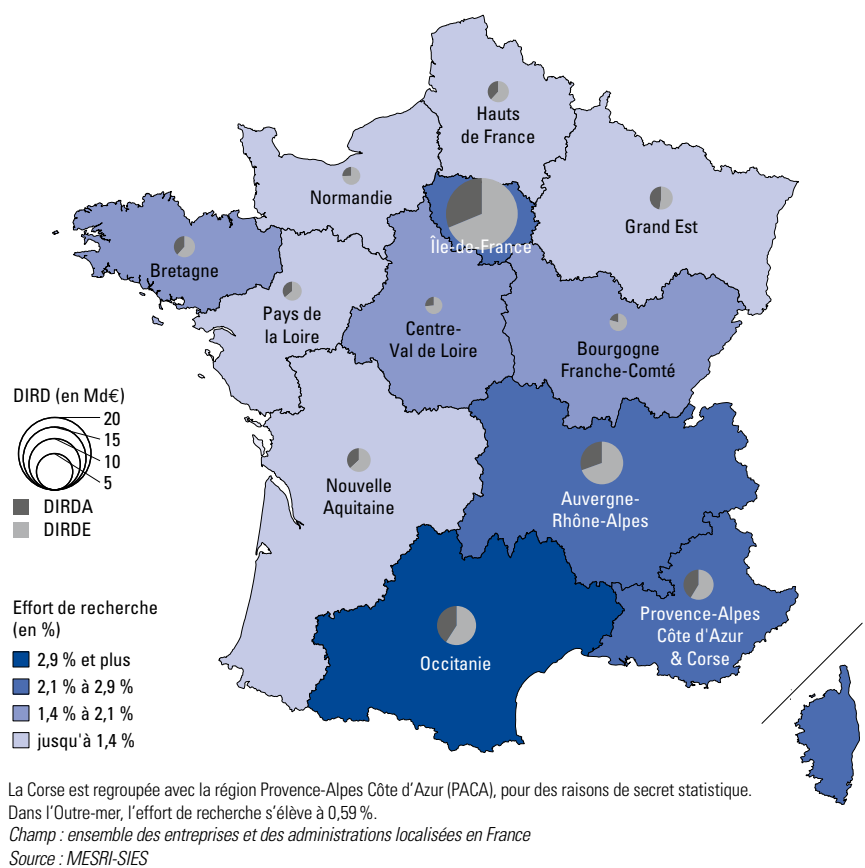 Hauts
de France
Normandie
Île-de-France
Grand Est
Bretagne
Pays de
la Loire
Centre-
Val de Loire
Bourgogne
Franche-Comté
DIRD (en Md€)
20
15
10
5
DIRDA
DIRDE
Nouvelle
Aquitaine
Auvergne-
Rhône-Alpes
Effort de recherche
(en %)
2,9 % et plus
2,1 % à 2,9 %
1,4 % à 2,1 %
jusqu'à 1,4 %
Occitanie
Provence-Alpes
Côte d'Azur
& Corse
La Corse est regroupée avec la région Provence-Alpes Côte d’Azur (PACA), pour des raisons de secret statistique.
Dans l’Outre-mer, l’effort de recherche s’élève à 0,59 %.
Champ : ensemble des entreprises et des administrations localisées en France
Source : MESRI-SIES